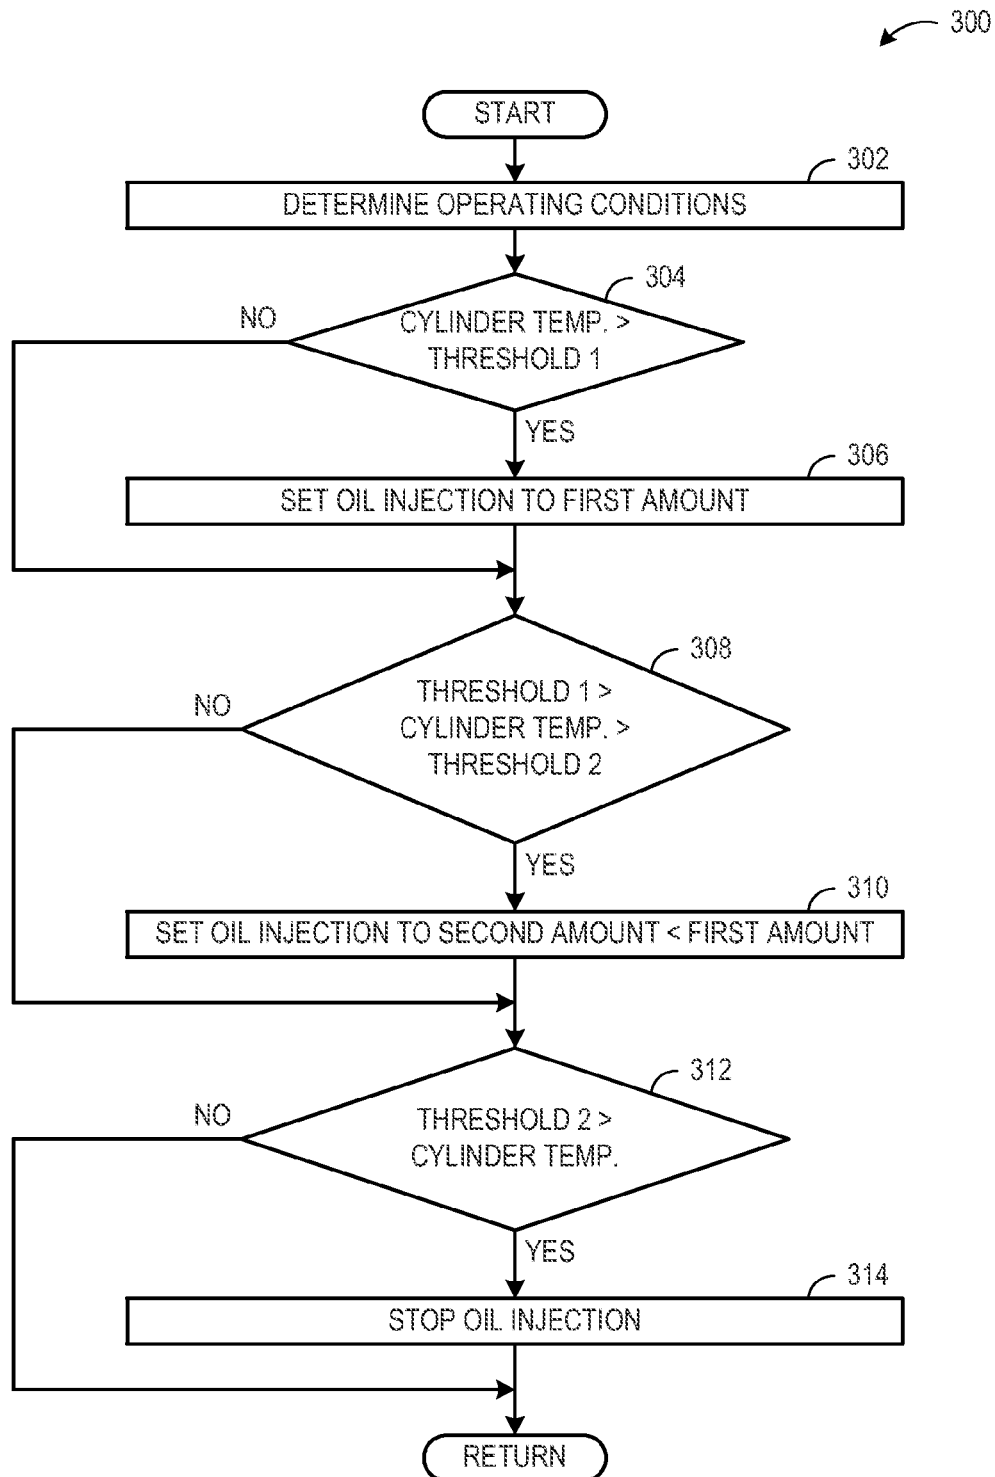 300
START
302
DETERMINE OPERATING CONDITIONS
304
NO
CYLINDER TEMP. >
THRESHOLD 1
YES
306
SET OIL INJECTION TO FIRST AMOUNT
308
NO
THRESHOLD 1 >
CYLINDER TEMP. >
THRESHOLD 2
YES
310
SET OIL INJECTION TO SECOND AMOUNT < FIRST AMOUNT
312
NO
THRESHOLD 2 >
CYLINDER TEMP.
YES
314
STOP OIL INJECTION
RETURN